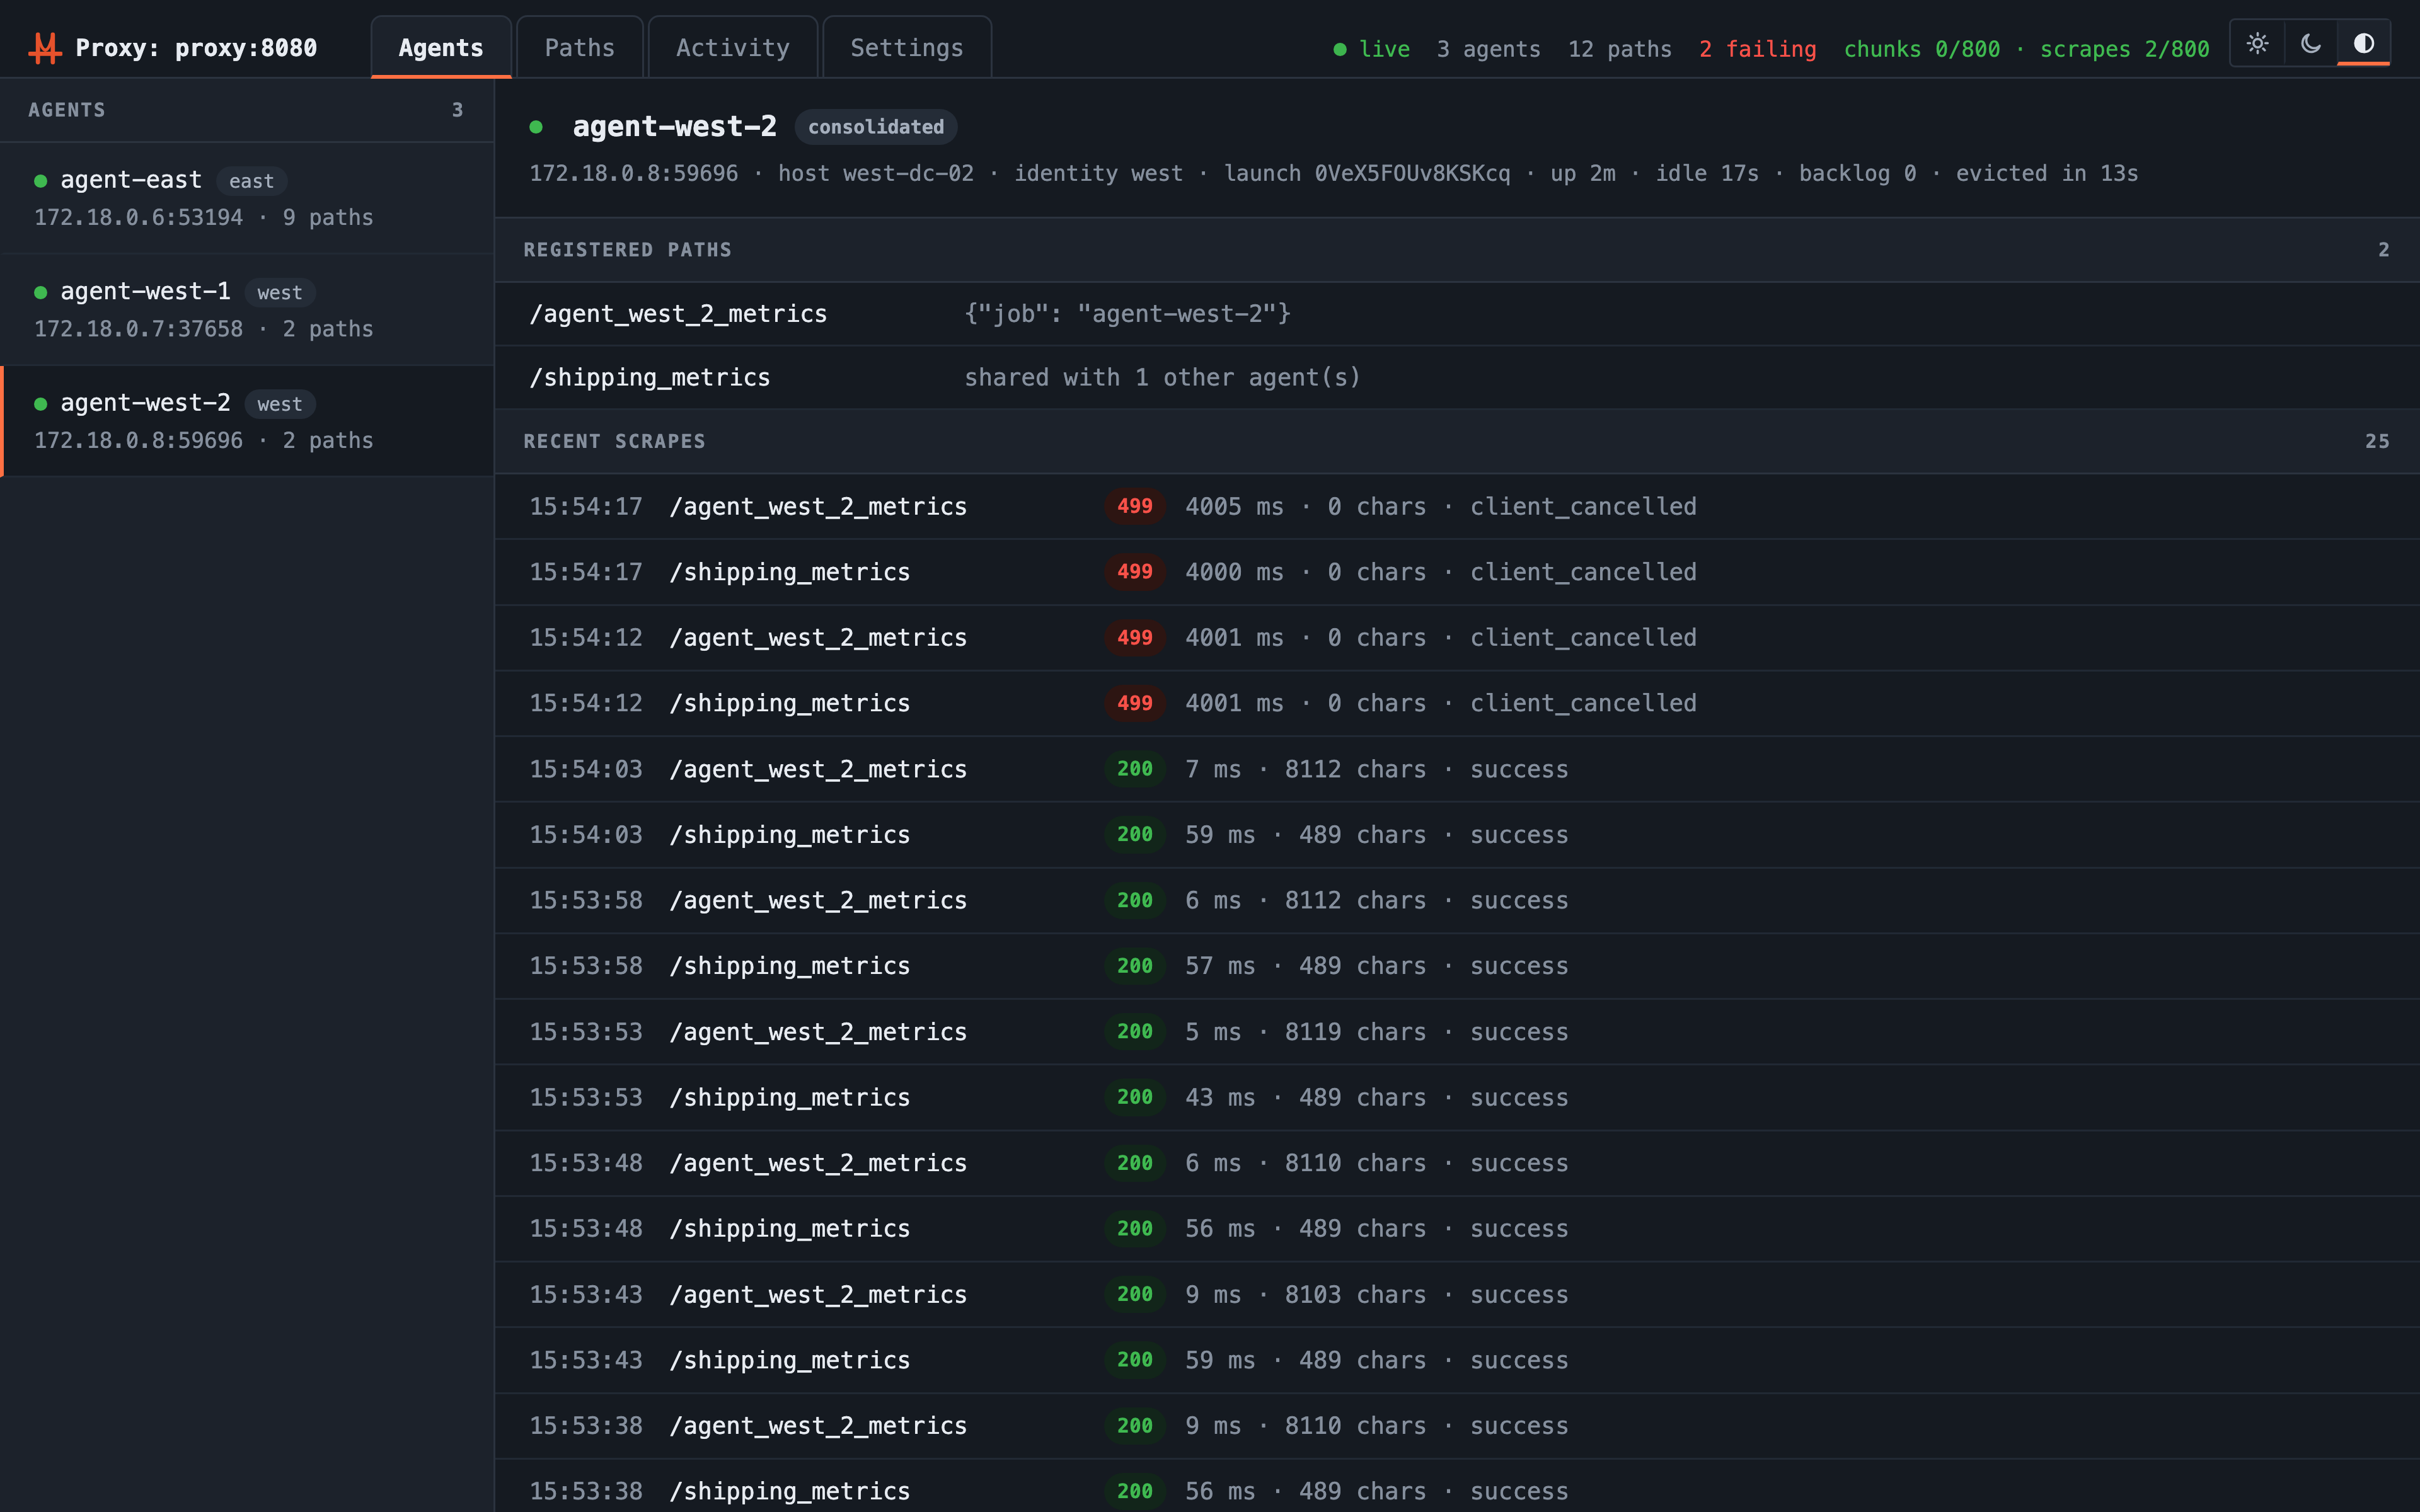 Proxy: proxy:8080 Agents Paths Activity Settings live 3 agents 12 paths 2 failing chunks 0/800 · scrapes 2/800
AGENTS 3
agent-east east
172.18.0.6:53194 · 9 paths
agent-west-1 west
172.18.0.7:37658 · 2 paths
agent-west-2 west
172.18.0.8:59696 · 2 paths
agent-west-2 consolidated
172.18.0.8:59696 · host west-dc-02 · identity west · launch 0VeX5FOUv8KSKcq · up 2m · idle 17s · backlog 0 · evicted in 13s
REGISTERED PATHS 2
/agent_west_2_metrics {"job": "agent-west-2"}
/shipping_metrics shared with 1 other agent(s)
RECENT SCRAPES 25
15:54:17 /agent_west_2_metrics 499 4005 ms · 0 chars · client_cancelled
15:54:17 /shipping_metrics 499 4000 ms · 0 chars · client_cancelled
15:54:12 /agent_west_2_metrics 499 4001 ms · 0 chars · client_cancelled
15:54:12 /shipping_metrics 499 4001 ms · 0 chars · client_cancelled
15:54:03 /agent_west_2_metrics 200 7 ms · 8112 chars · success
15:54:03 /shipping_metrics 200 59 ms · 489 chars · success
15:53:58 /agent_west_2_metrics 200 6 ms · 8112 chars · success
15:53:58 /shipping_metrics 200 57 ms · 489 chars · success
15:53:53 /agent_west_2_metrics 200 5 ms · 8119 chars · success
15:53:53 /shipping_metrics 200 43 ms · 489 chars · success
15:53:48 /agent_west_2_metrics 200 6 ms · 8110 chars · success
15:53:48 /shipping_metrics 200 56 ms · 489 chars · success
15:53:43 /agent_west_2_metrics 200 9 ms · 8103 chars · success
15:53:43 /shipping_metrics 200 59 ms · 489 chars · success
15:53:38 /agent_west_2_metrics 200 9 ms · 8110 chars · success
15:53:38 /shipping_metrics 200 56 ms · 489 chars · success